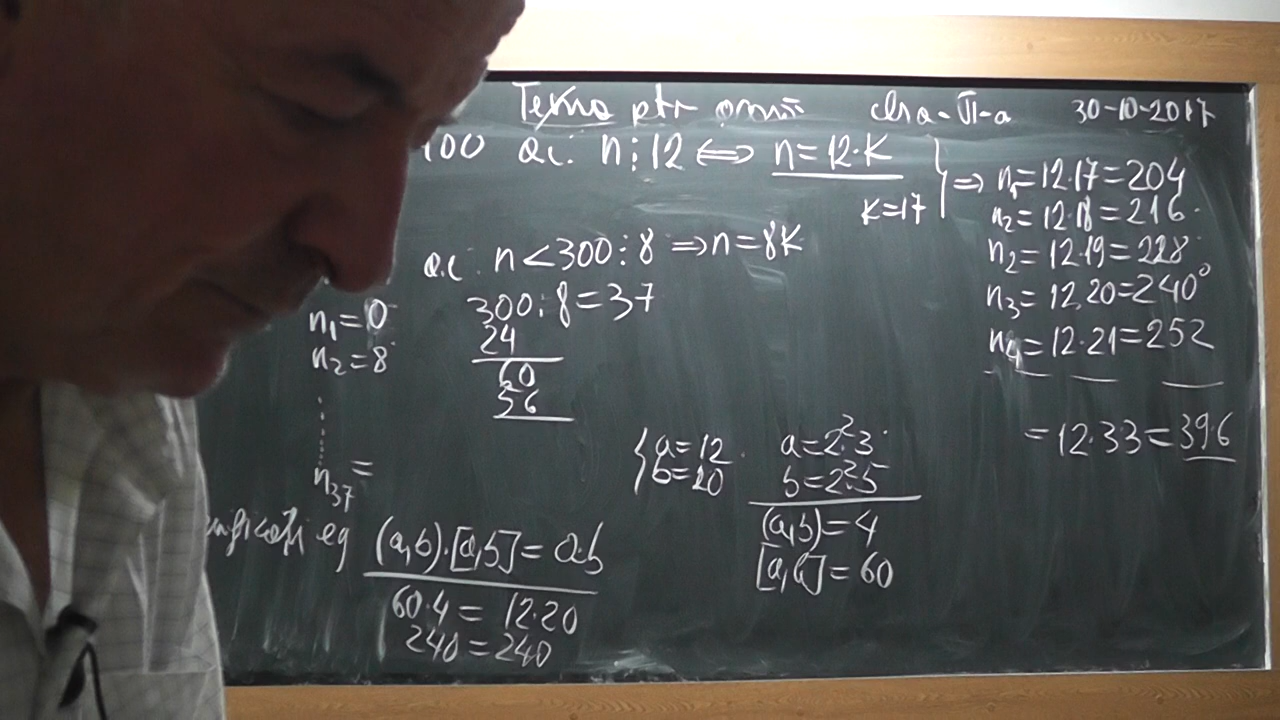 Tema ptr cls a-VI-a 30-10-2017
100 a.i. n⋮12 ⟺ n=12·K
K=17
⇒ n₁=12·17=204
n₂=12·18=216
n₂=12·19=228
n₃=12,20=240
n₄=12·21=252
=12·33=396
a.i. n<300⋮8 ⇒n=8K
300:8=37
24
60
56
n₁=0
n₂=8
n₃₇=
a=12 a=2²·3
b=20 b=2²·5
(a,b)=4
[a,b]=60
eg (a,b)·[a,b]=a·b
60·4=12·20
240=240